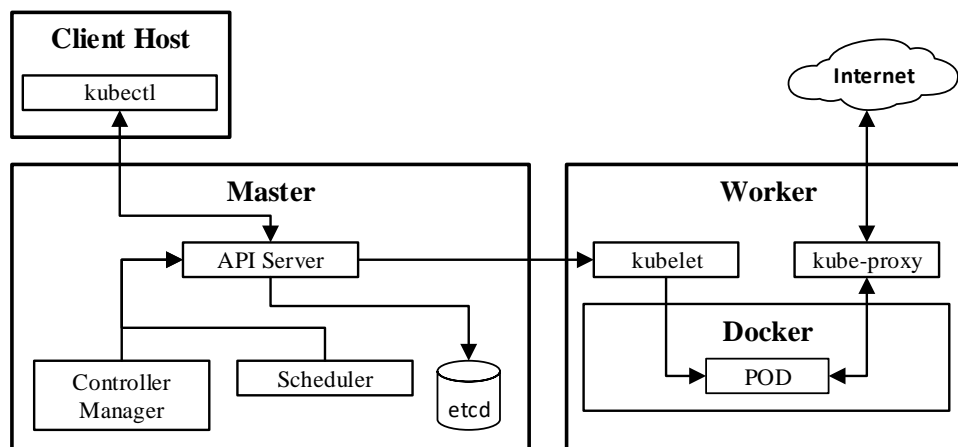 Client Host
kubectl
Internet
Master
Worker
API Server
kubelet
kube-proxy
Docker
Controller
Manager
Scheduler
etcd
POD